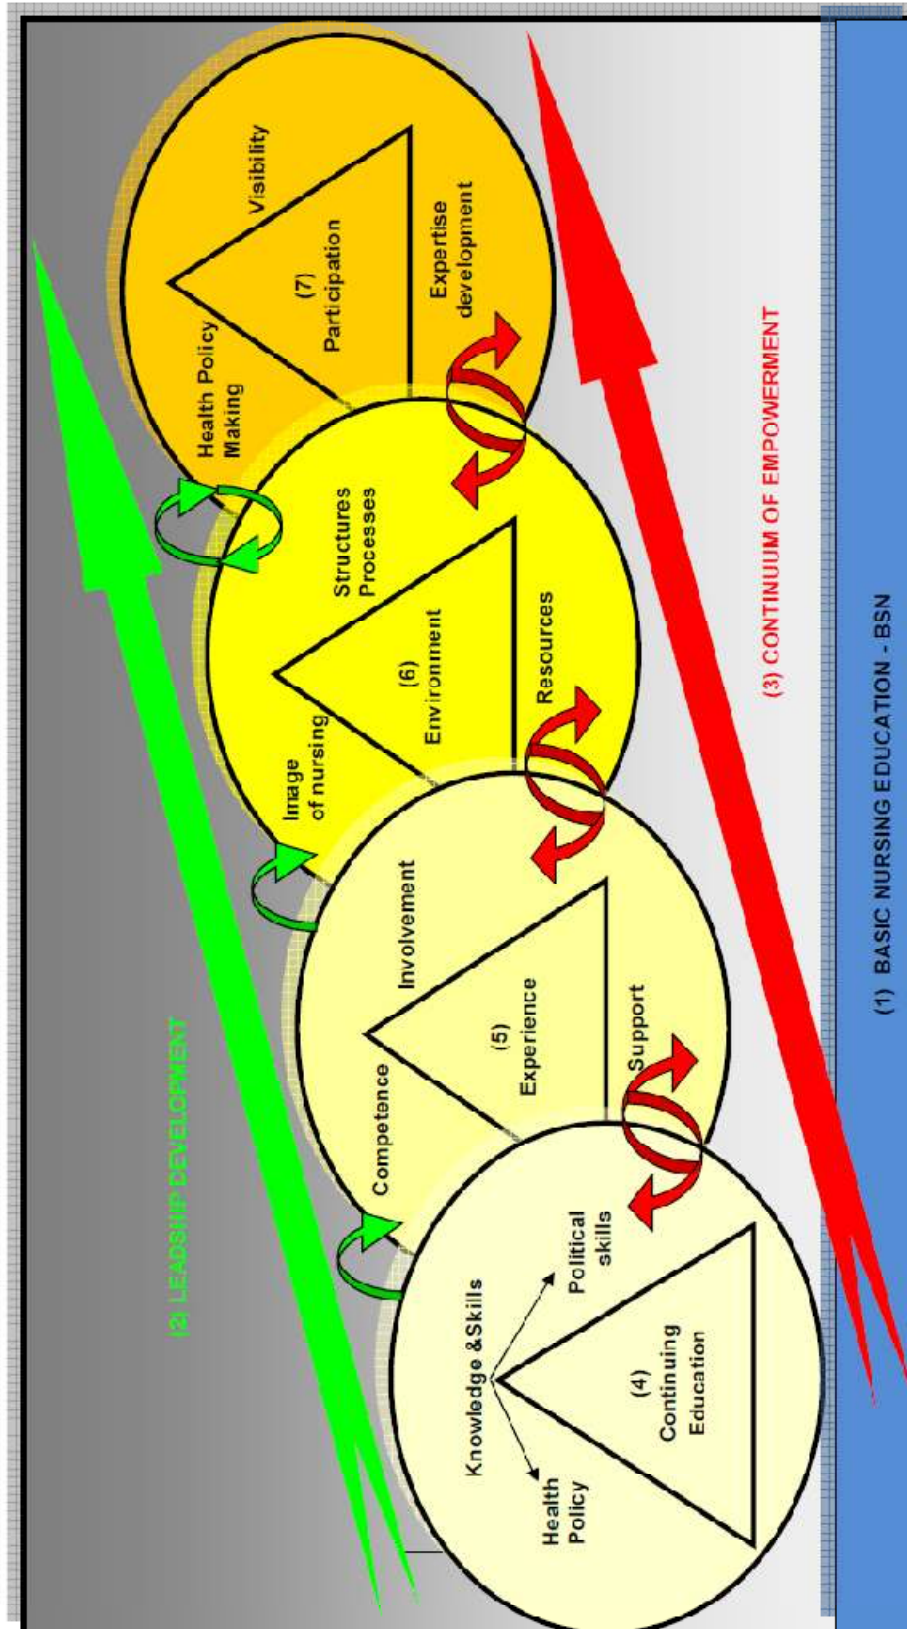 (2) LEADSHIP DEVELOPMENT
Knowledge &Skills
Health
Policy
Political
skills
(4)
Continuing
Education
Competence
Involvement
(5)
Experience
Support
Image
of nursing
Structures
Processes
(6)
Environment
Resources
Health Policy
Making
Visibility
(7)
Participation
Expertise
development
(3) CONTINUUM OF EMPOWERMENT
(1) BASIC NURSING EDUCATION - BSN